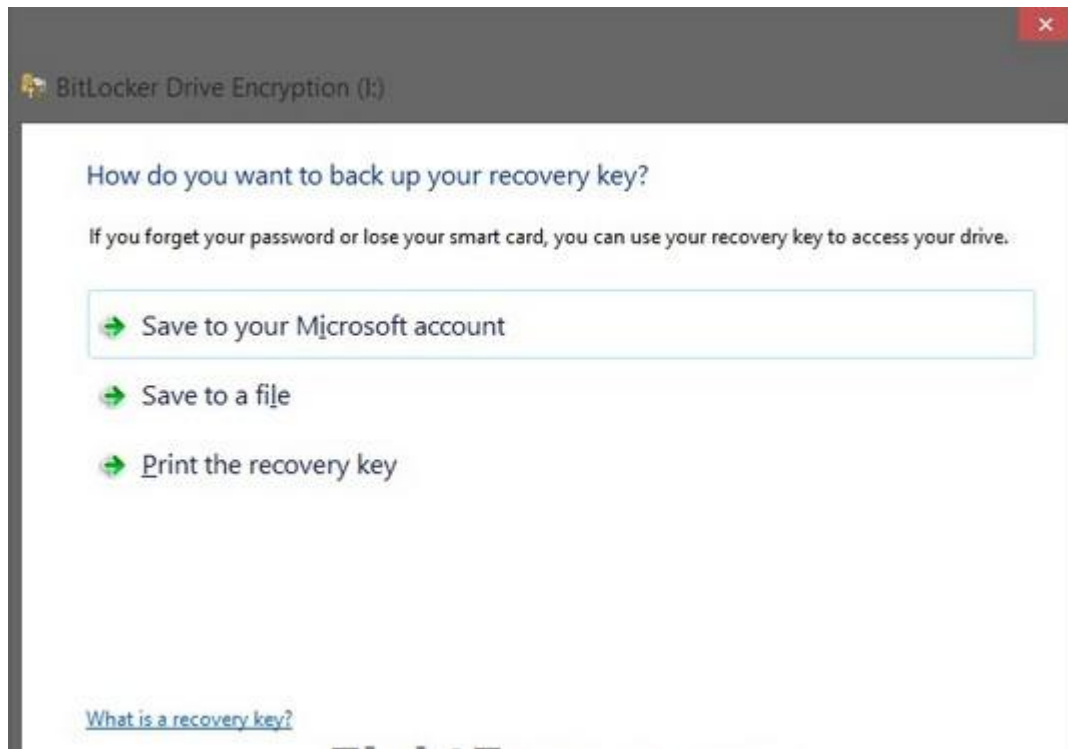 BitLocker Drive Encryption (I:)
How do you want to back up your recovery key?
If you forget your password or lose your smart card, you can use your recovery key to access your drive.
Save to your Microsoft account
Save to a file
Print the recovery key
What is a recovery key?